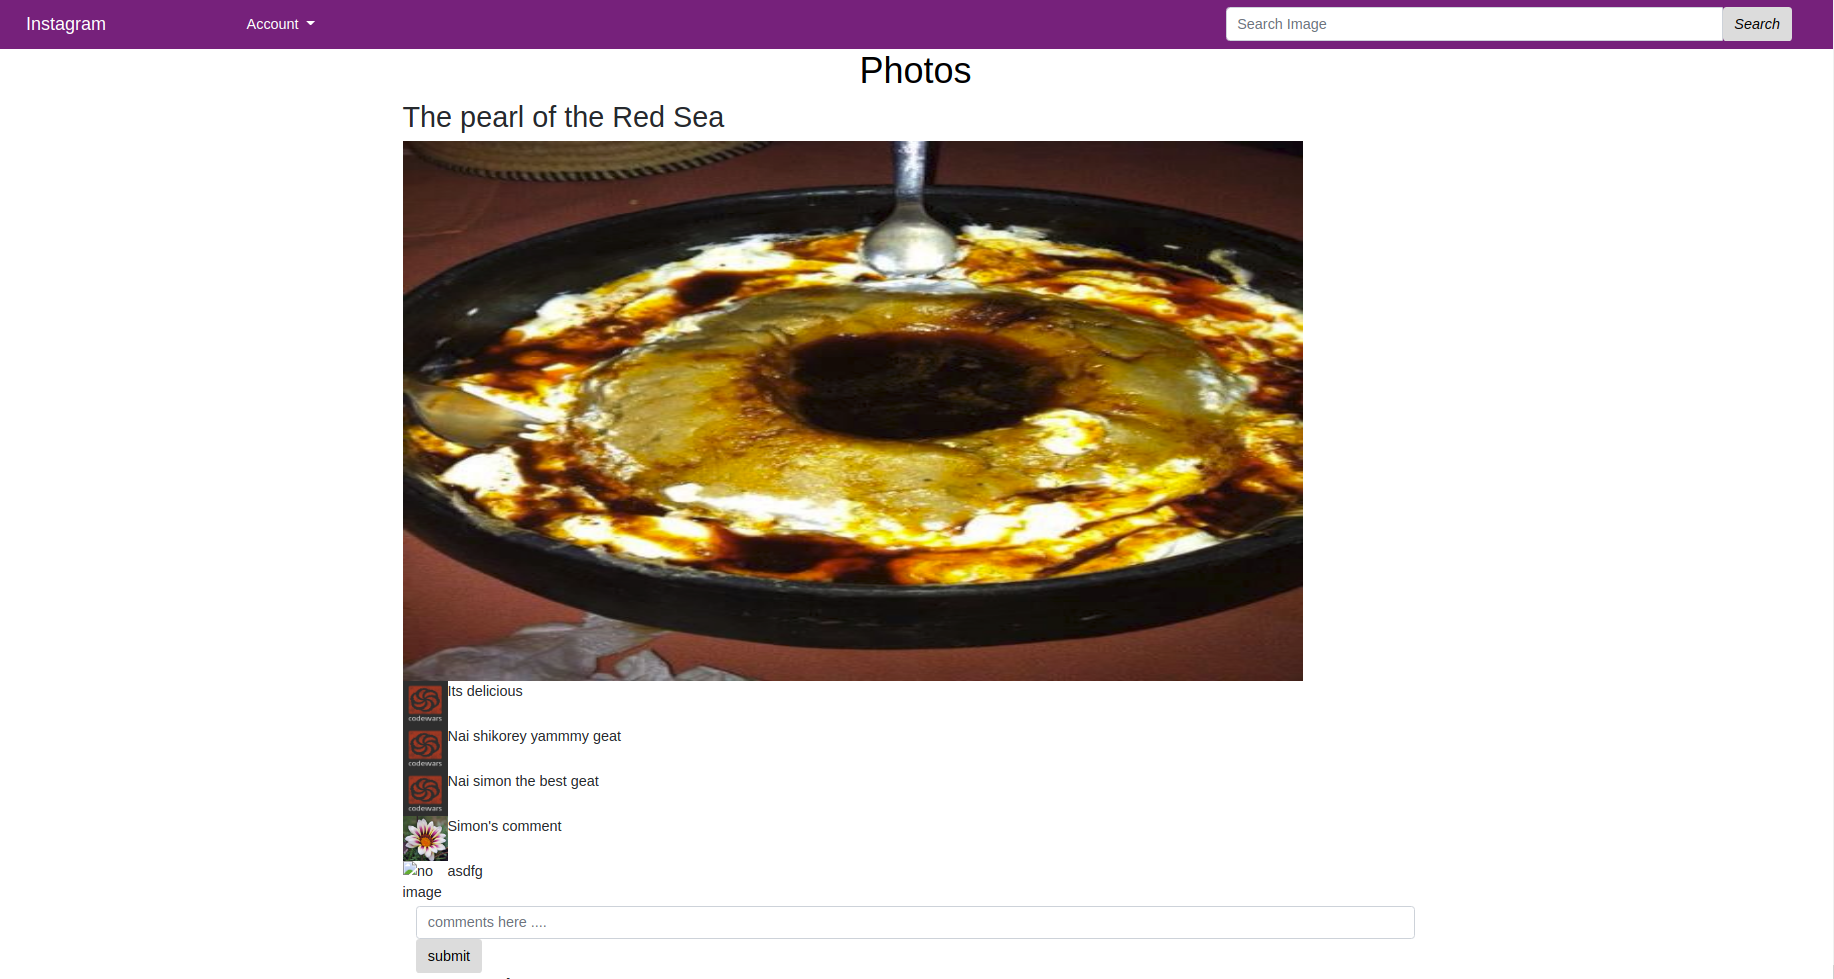 Instagram
Account
Search Image
Search
Photos
The pearl of the Red Sea
Its delicious
codewars
Nai shikorey yammmy geat
codewars
Nai simon the best geat
codewars
Simon's comment
no image
asdfg
comments here ....
submit